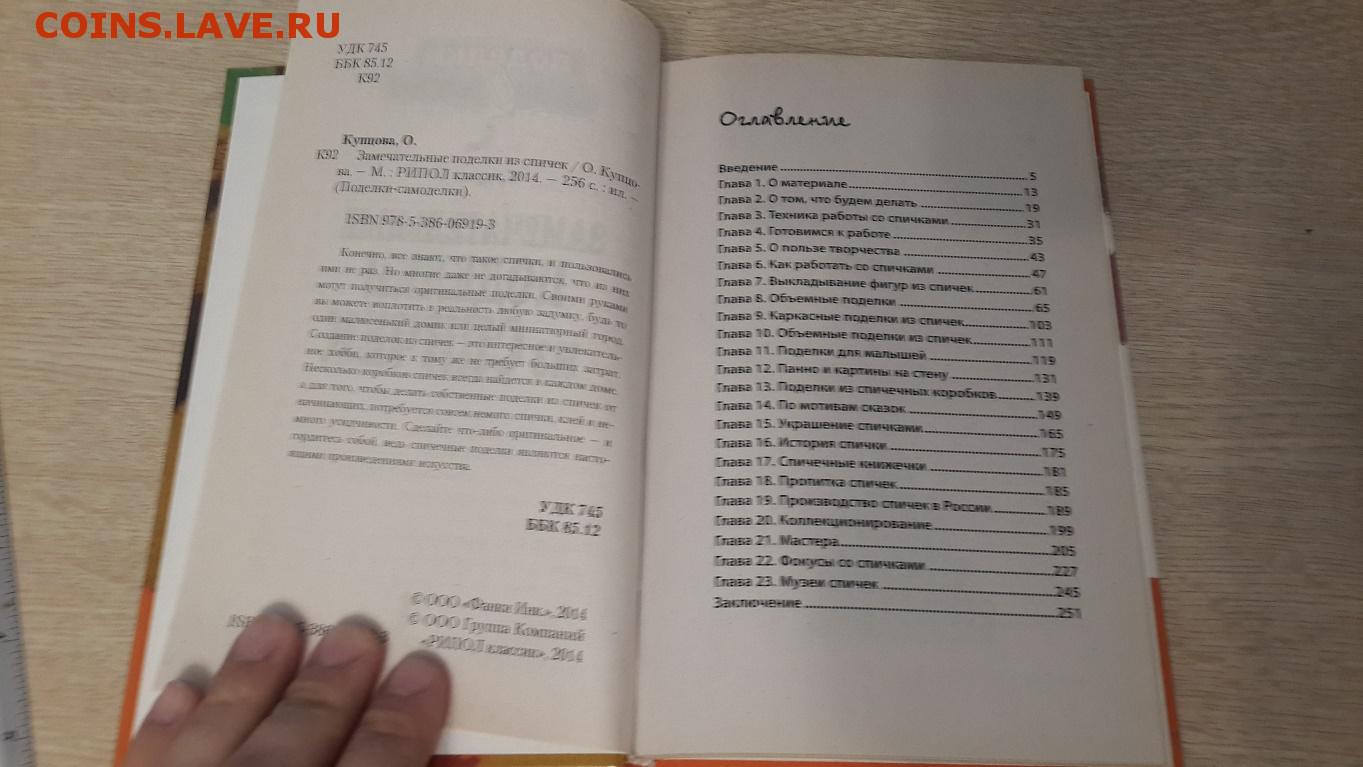 COINS.LAVE.RU
УДК 745
ББК 85.12
К92
Купцова, О.
К92 Замечательные поделки из спичек / О. Купцо-
ва. – М. : РИПОЛ классик, 2014. – 256 с. : ил. –
(Поделки-самоделки).
ISBN 978-5-386-06919-3
Конечно, все знают, что такое спички, и пользовались
ими не раз. Но многие даже не догадываются, что из них
могут получиться оригинальные поделки. Своими руками
вы можете воплотить в реальность любую задумку, будь то
один малюсенький домик или целый миниатюрный город.
Создание поделок из спичек – это интересное и увлекатель-
ное хобби, которое к тому же не требует больших затрат.
Несколько коробков спичек всегда найдется в каждом доме,
а для того, чтобы делать собственные поделки из спичек от
начинающих, потребуется совсем немного: спички, клей и не-
много усидчивости. Сделайте что-либо оригинальное – и
гордитесь собой, ведь спичечные поделки являются насто-
ящими произведениями искусства.
УДК 745
ББК 85.12
© ООО «Фанки Инк.», 2014
© ООО Группа Компаний
«РИПОЛ классик», 2014
ISB
Оглавление
Введение 5
Глава 1. О материале 13
Глава 2. О том, что будем делать 19
Глава 3. Техника работы со спичками 31
Глава 4. Готовимся к работе 35
Глава 5. О пользе творчества 43
Глава 6. Как работать со спичками 47
Глава 7. Выкладывание фигур из спичек 61
Глава 8. Объемные поделки 65
Глава 9. Каркасные поделки из спичек 103
Глава 10. Объемные поделки из спичек 111
Глава 11. Поделки для малышей 119
Глава 12. Панно и картины на стену 131
Глава 13. Поделки из спичечных коробков 139
Глава 14. По мотивам сказок 149
Глава 15. Украшение спичками 165
Глава 16. История спички 175
Глава 17. Спичечные книжечки 181
Глава 18. Пропитка спичек 185
Глава 19. Производство спичек в России 189
Глава 20. Коллекционирование 199
Глава 21. Мастера 205
Глава 22. Фокусы со спичками 227
Глава 23. Музеи спичек 245
Заключение 251